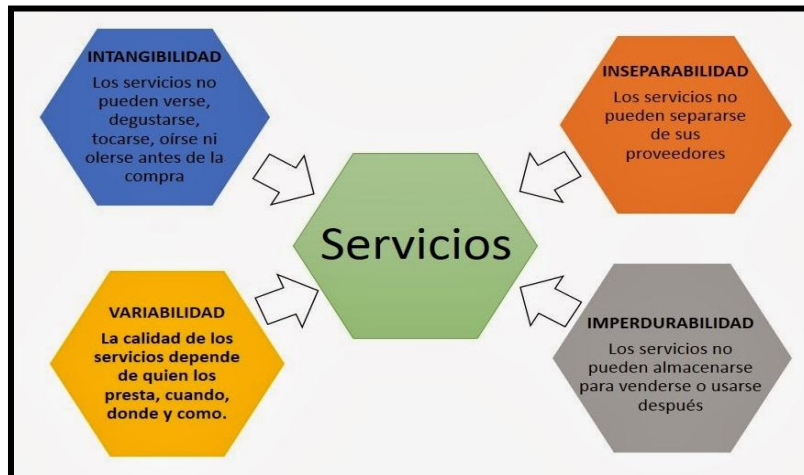 INTANGIBILIDAD
Los servicios no
pueden verse,
degustarse,
tocarse, oírse ni
olerse antes de la
compra
INSEPARABILIDAD
Los servicios no
pueden separarse
de sus
proveedores
Servicios
VARIABILIDAD
La calidad de los
servicios depende
de quien los
presta, cuando,
donde y como.
IMPERDURABILIDAD
Los servicios no
pueden almacenarse
para venderse o usarse
después